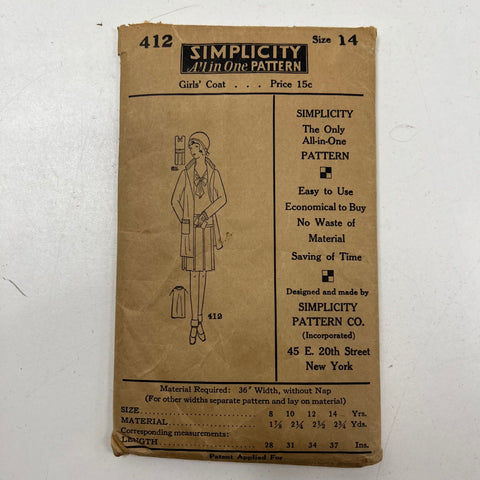 412
Size 14
SIMPLICITY
All in One PATTERN
Girls' Coat . . . Price 15c
SIMPLICITY
The Only
All-in-One
PATTERN
Easy to Use
Economical to Buy
No Waste of
Material
Saving of Time
Designed and made by
SIMPLICITY
PATTERN CO.
(Incorporated)
45 E. 20th Street
New York
412
Material Required: 36" Width, without Nap
(For other widths separate pattern and lay on material)
SIZE 8 10 12 14 Yrs.
MATERIAL 2¼ 2½ 2¾ Yds.
Corresponding measurements:
LENGTH 28 31 34 37 Ins.
Patent Applied For